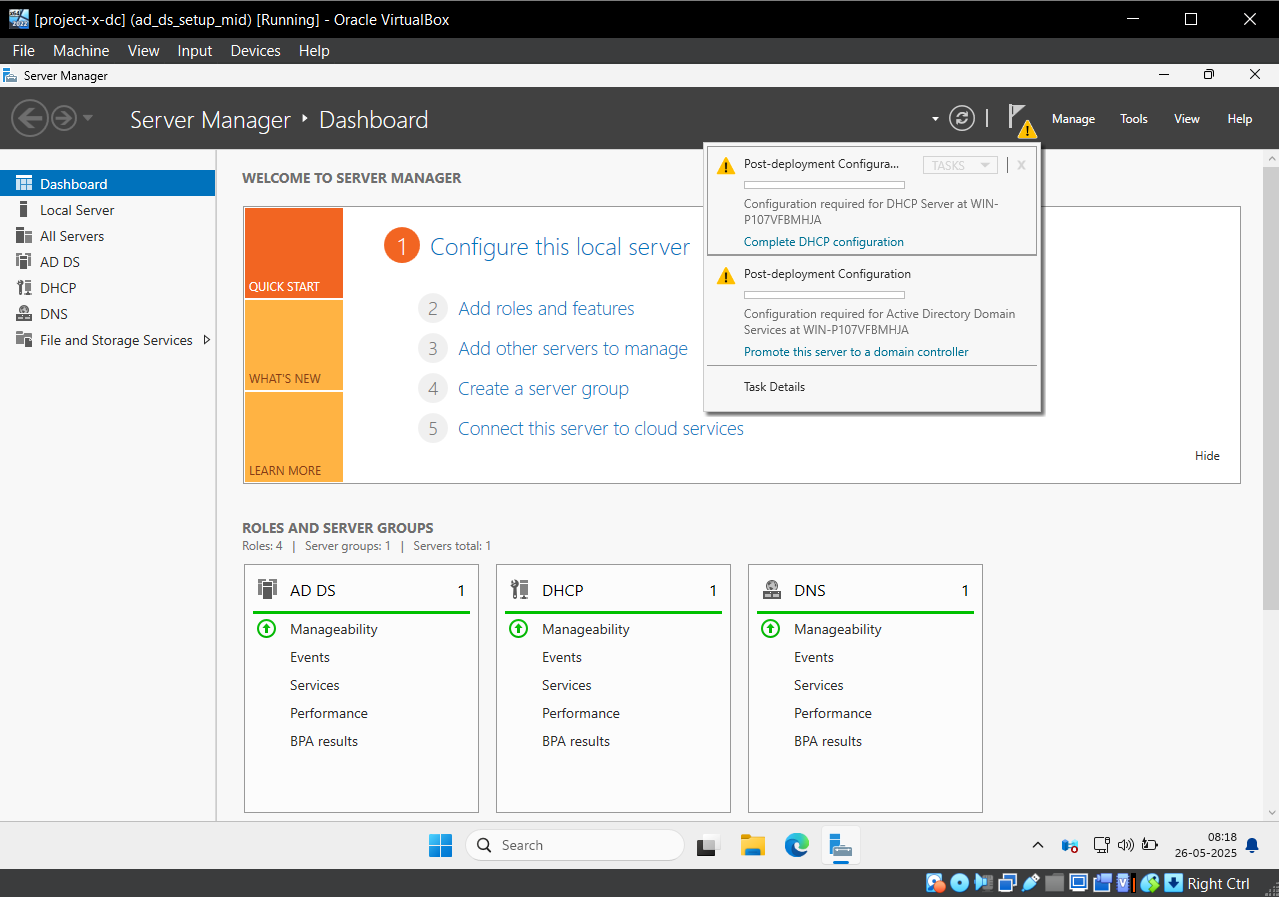 [project-x-dc] (ad_ds_setup_mid) [Running] - Oracle VirtualBox
File Machine View Input Devices Help
Server Manager
Server Manager • Dashboard
Manage Tools View Help
Dashboard
Local Server
All Servers
AD DS
DHCP
DNS
File and Storage Services
WELCOME TO SERVER MANAGER
QUICK START
WHAT'S NEW
LEARN MORE
1 Configure this local server
2 Add roles and features
3 Add other servers to manage
4 Create a server group
5 Connect this server to cloud services
Hide
Post-deployment Configura... TASKS X
Configuration required for DHCP Server at WIN-
P107VFBMHJA
Complete DHCP configuration
Post-deployment Configuration
Configuration required for Active Directory Domain
Services at WIN-P107VFBMHJA
Promote this server to a domain controller
Task Details
ROLES AND SERVER GROUPS
Roles: 4 | Server groups: 1 | Servers total: 1
AD DS 1
Manageability
Events
Services
Performance
BPA results
DHCP 1
Manageability
Events
Services
Performance
BPA results
DNS 1
Manageability
Events
Services
Performance
BPA results
Search
08:18
26-05-2025
Right Ctrl